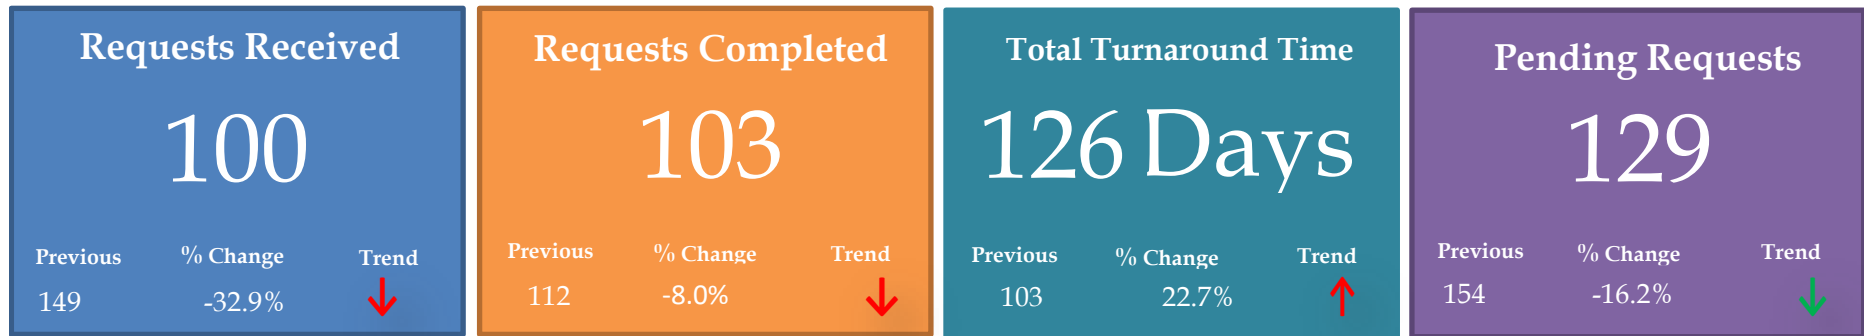 Requests Received
100
Previous % Change Trend
149 -32.9%
Requests Completed
103
Previous % Change Trend
112 -8.0%
Total Turnaround Time
126 Days
Previous % Change Trend
103 22.7%
Pending Requests
129
Previous % Change Trend
154 -16.2%